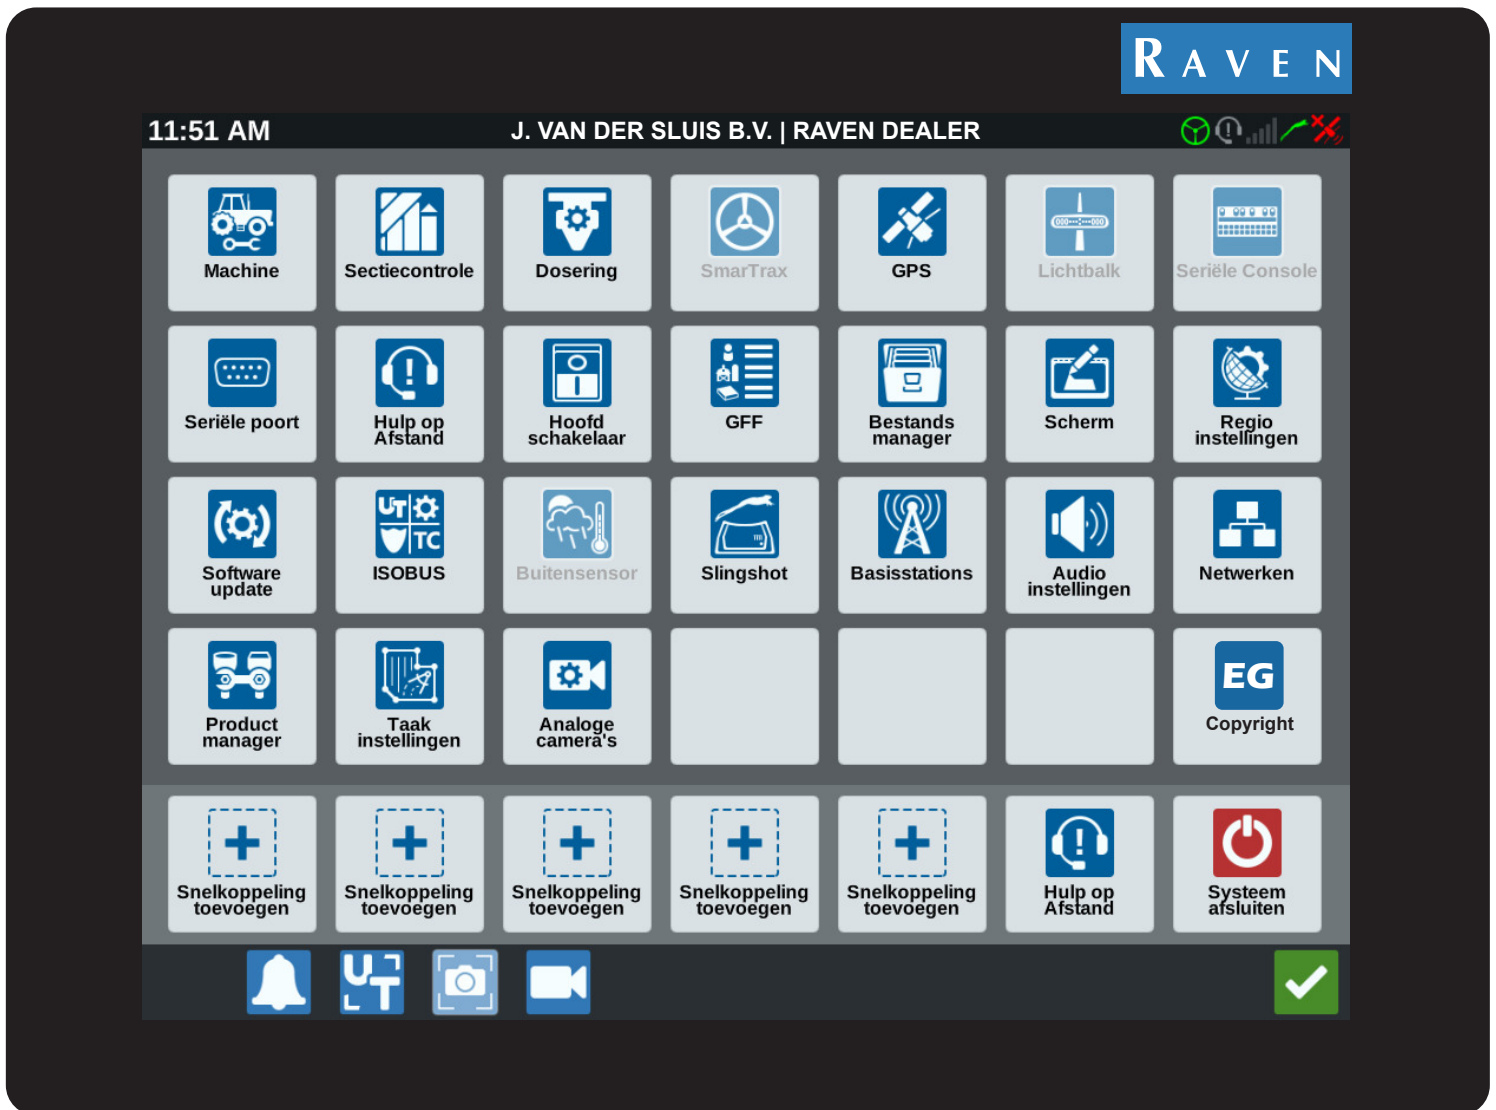 RAVEN
11:51 AM
J. VAN DER SLUIS B.V. | RAVEN DEALER
Machine
Sectiecontrole
Dosering
SmarTrax
GPS
Lichtbalk
Seriële Console
Seriële poort
Hulp op
Afstand
Hoofd
schakelaar
GFF
Bestands
manager
Scherm
Regio
instellingen
Software
update
UT
TC
ISOBUS
Buitensensor
Slingshot
Basisstations
Audio
instellingen
Netwerken
Product
manager
Taak
instellingen
Analoge
camera's
EG
Copyright
Snelkoppeling
toevoegen
Snelkoppeling
toevoegen
Snelkoppeling
toevoegen
Snelkoppeling
toevoegen
Snelkoppeling
toevoegen
Hulp op
Afstand
Systeem
afsluiten
UT